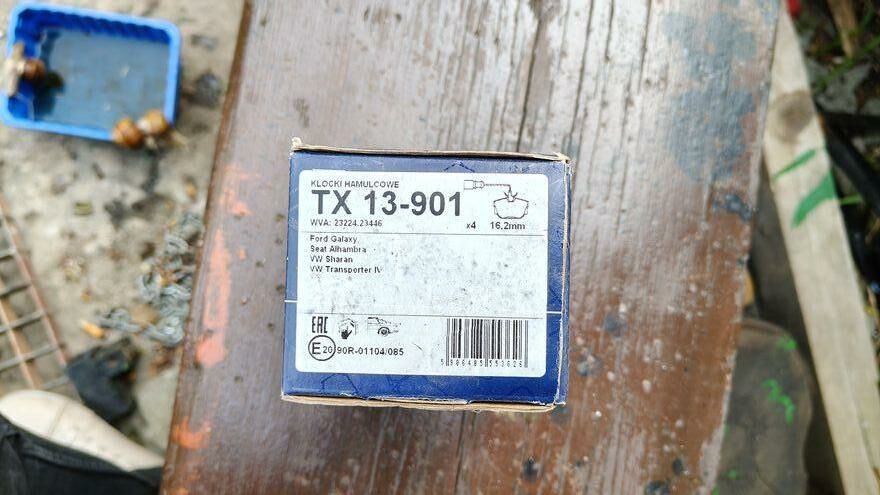 KLOCKI HAMULCOWE
TX 13-901
WVA: 23224.23446
x4 16,2mm
Ford Galaxy
Seat Alhambra
VW Sharan
VW Transporter IV
EAC
E20 90R-01104/085
5906485553626